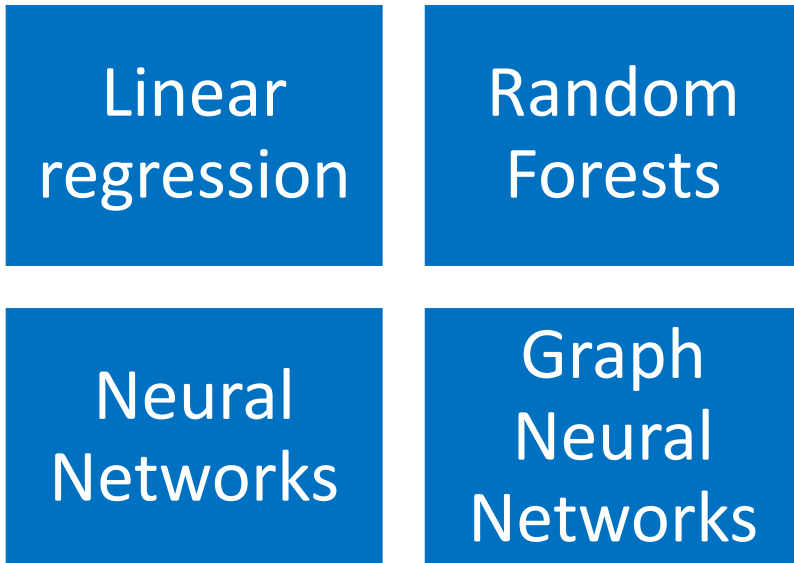 Linear
regression
Random
Forests
Neural
Networks
Graph
Neural
Networks